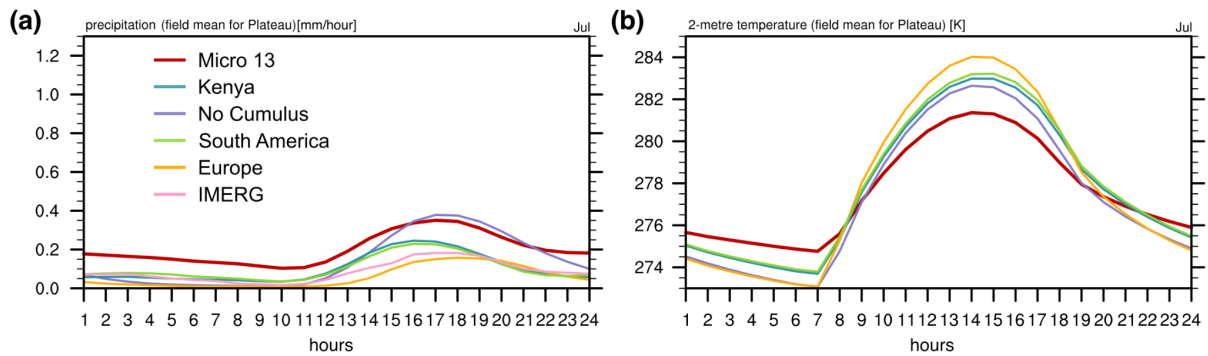 (a)
precipitation (field mean for Plateau)[mm/hour]
Jul
1.2
1.0
0.8
0.6
0.4
0.2
0.0
Micro 13
Kenya
No Cumulus
South America
Europe
IMERG
1 2 3 4 5 6 7 8 9 10 11 12 13 14 15 16 17 18 19 20 21 22 23 24
hours
(b)
2-metre temperature (field mean for Plateau) [K]
Jul
284
282
280
278
276
274
1 2 3 4 5 6 7 8 9 10 11 12 13 14 15 16 17 18 19 20 21 22 23 24
hours